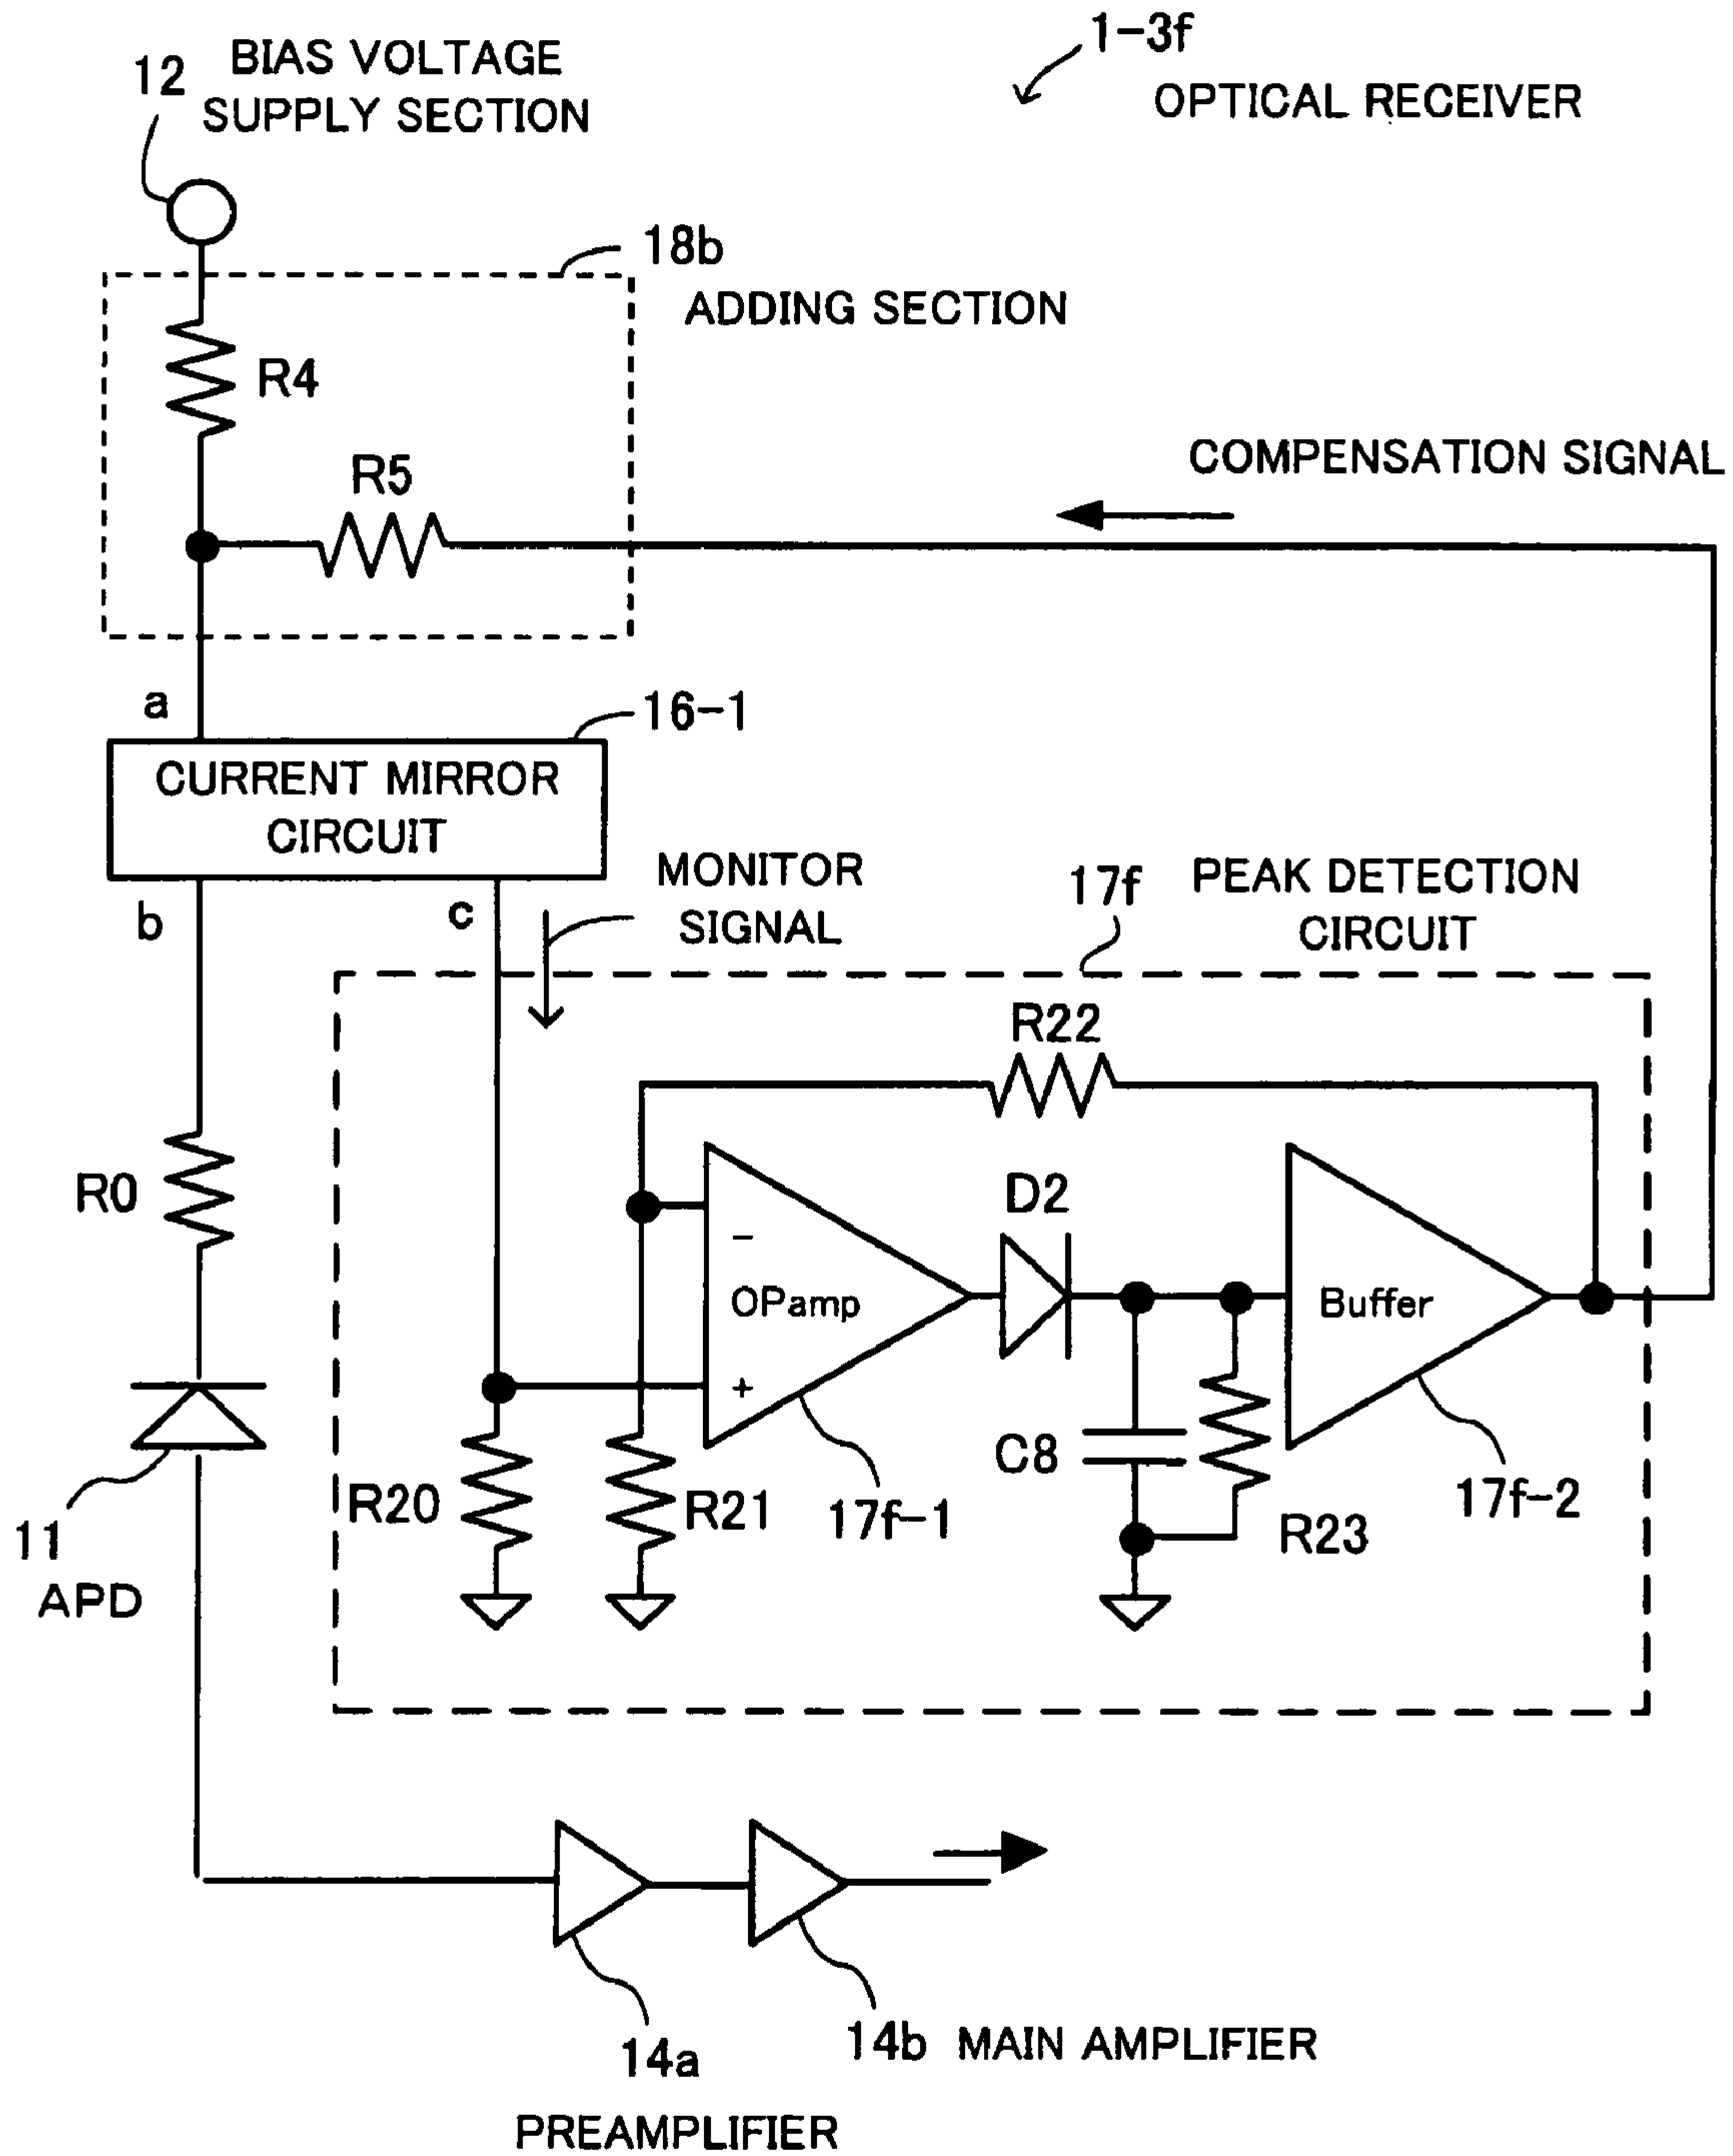 1-3f
OPTICAL RECEIVER
12
BIAS VOLTAGE
SUPPLY SECTION
18b
ADDING SECTION
R4
R5
COMPENSATION SIGNAL
a
16-1
CURRENT MIRROR
CIRCUIT
b
c
MONITOR
SIGNAL
17f
PEAK DETECTION
CIRCUIT
R22
R0
D2
-
OPamp
+
Buffer
C8
R20
R21
17f-1
R23
17f-2
11
APD
14a
PREAMPLIFIER
14b MAIN AMPLIFIER